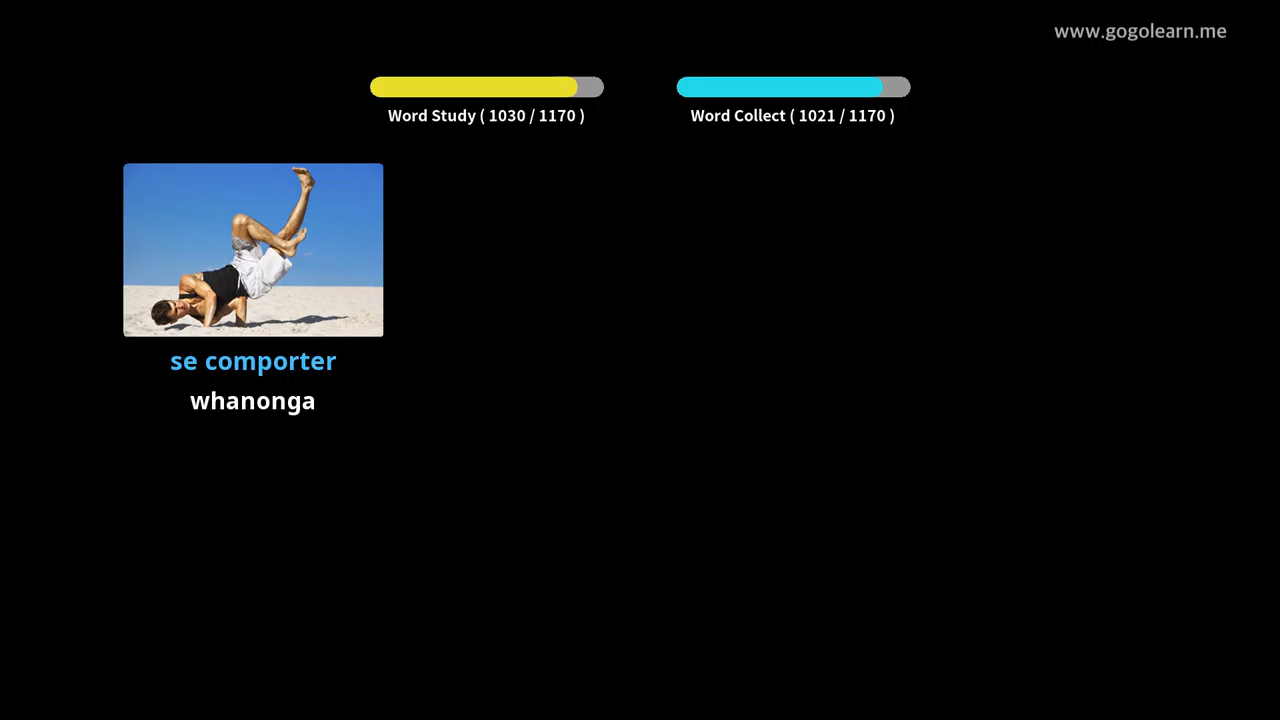 www.gogolearn.me
Word Study ( 1030 / 1170 )
Word Collect ( 1021 / 1170 )
se comporter
whanonga